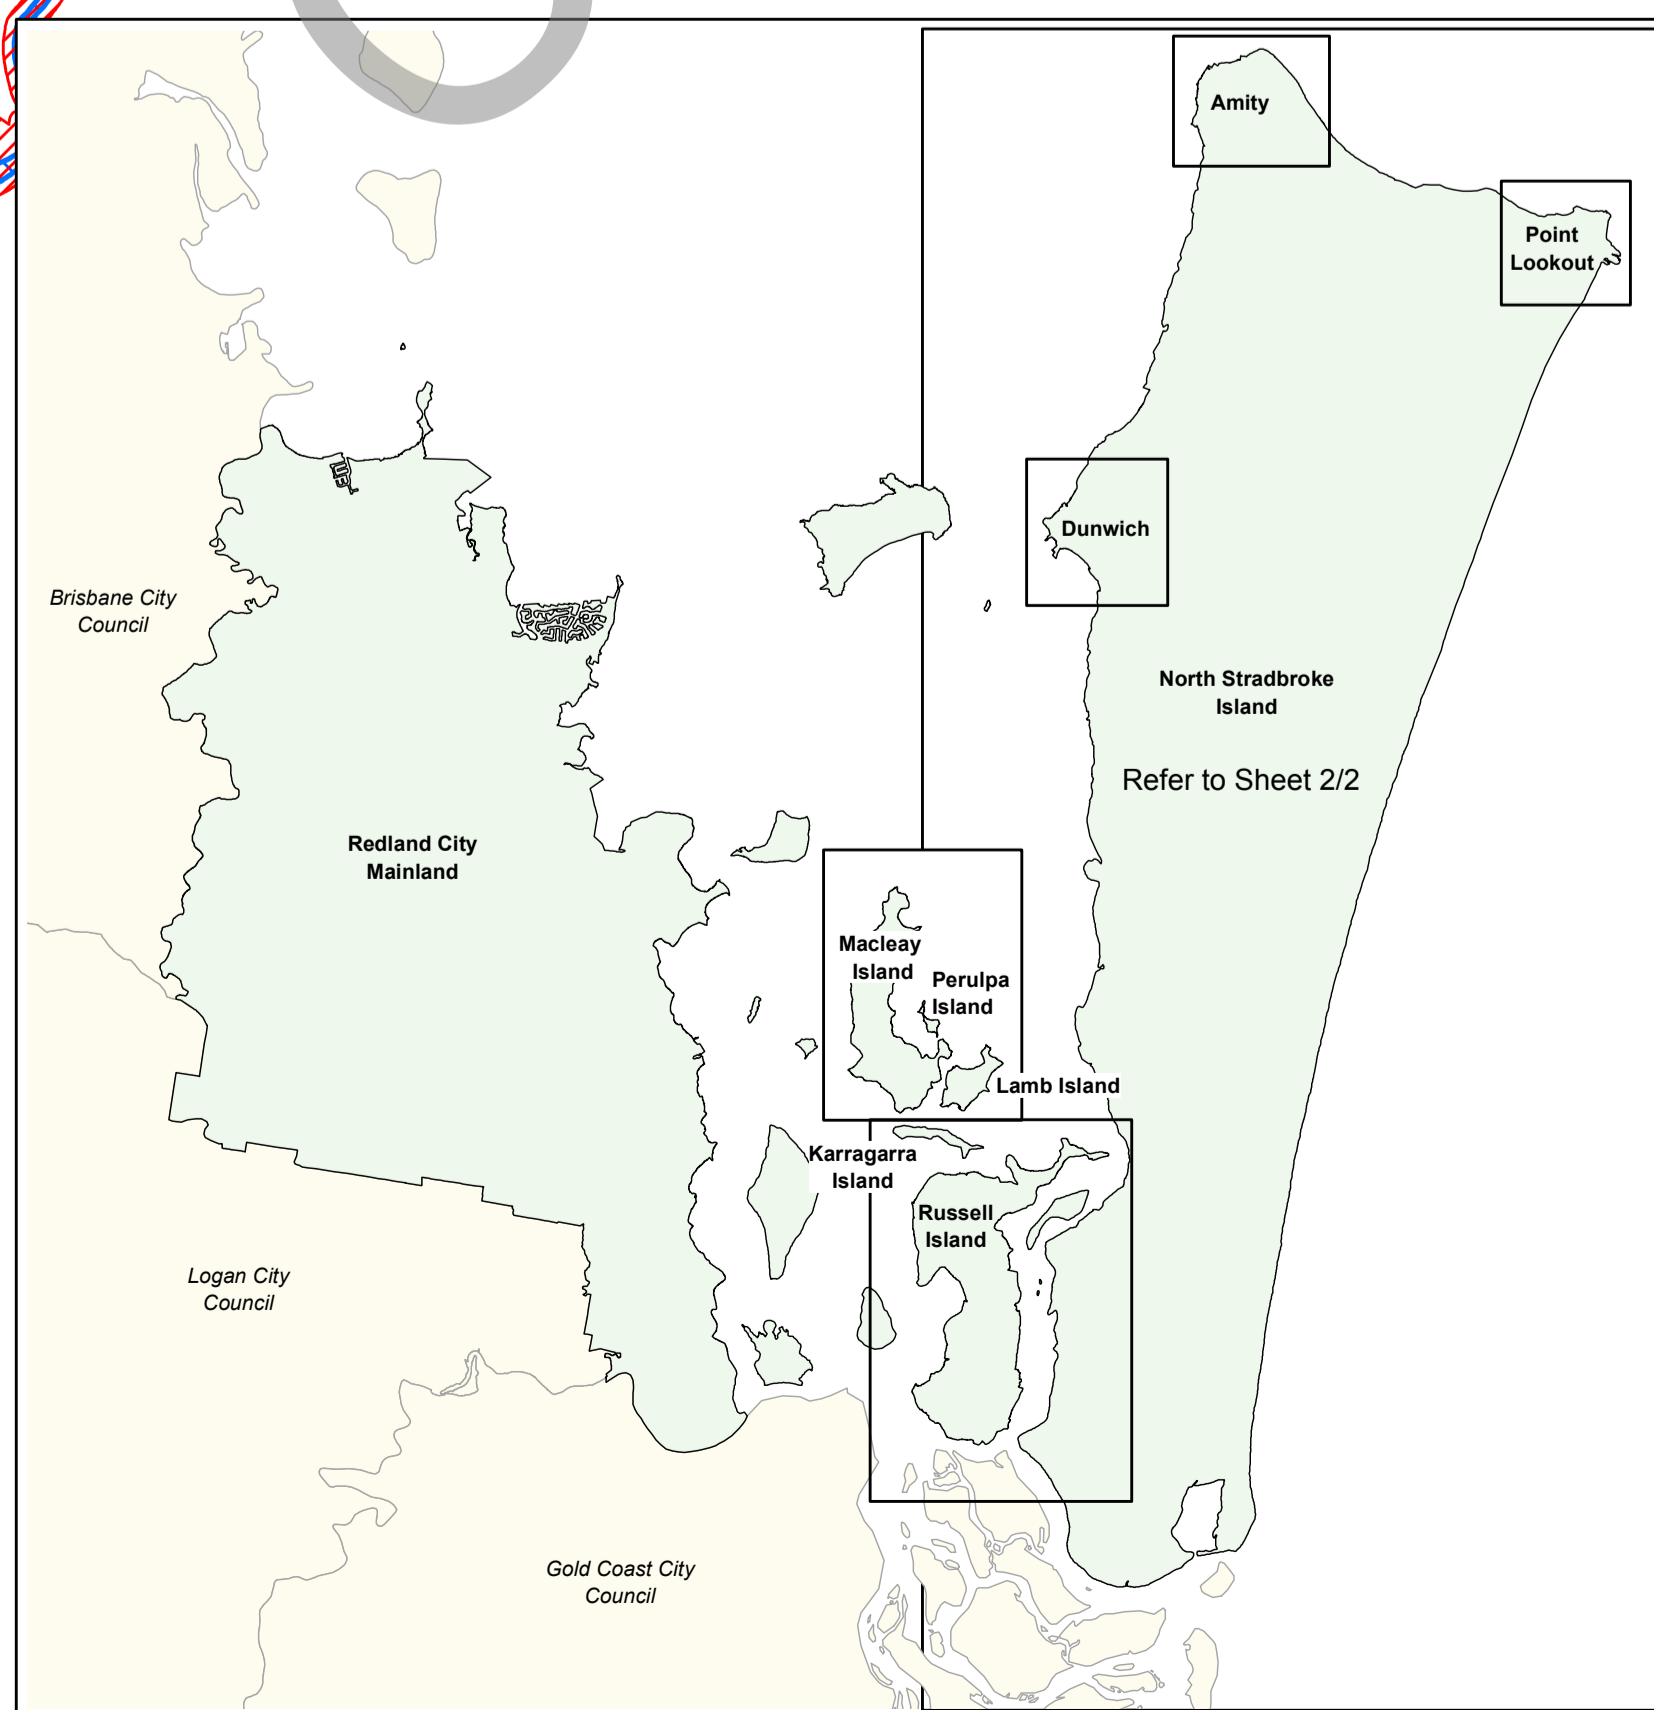 Amity
Point
Lookout
Dunwich
Brisbane City
Council
North Stradbroke
Island
Refer to Sheet 2/2
Redland City
Mainland
Macleay
Island
Perulpa
Island
Lamb Island
Karragarra
Island
Russell
Island
Logan City
Council
Gold Coast City
Council